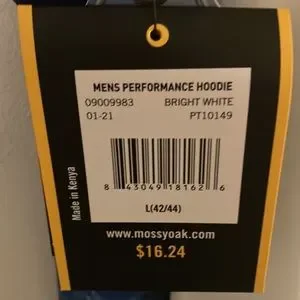 MENS PERFORMANCE HOODIE
09009983 BRIGHT WHITE
01-21 PT10149
8 43049 18162 6
L(42/44)
Made in Kenya
www.mossyoak.com
$16.24